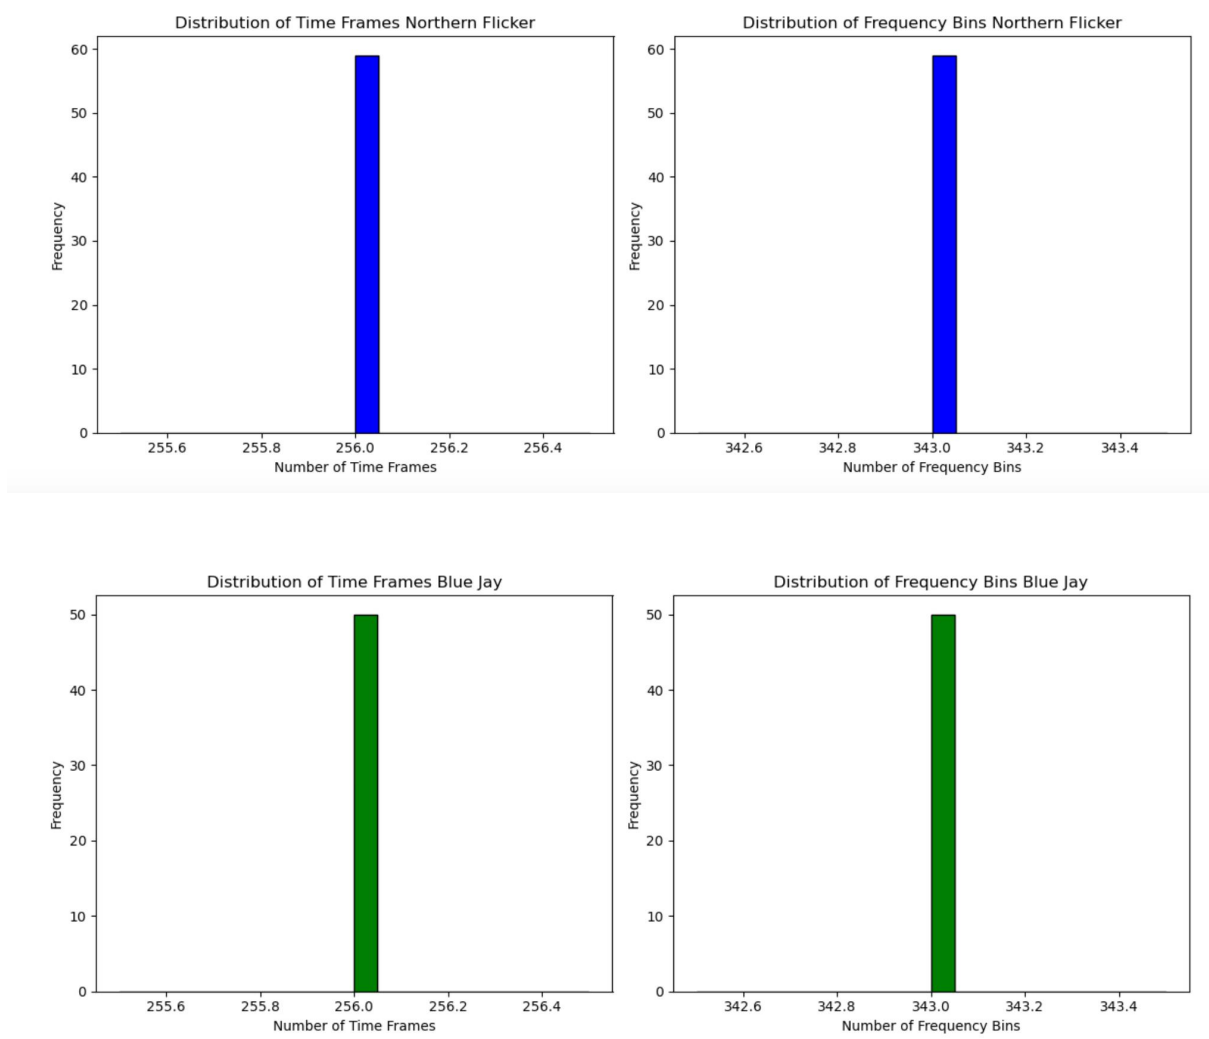 Distribution of Time Frames Northern Flicker
60
50
40
30
20
10
0
Frequency
255.6 255.8 256.0 256.2 256.4
Number of Time Frames
Distribution of Frequency Bins Northern Flicker
60
50
40
30
20
10
0
Frequency
342.6 342.8 343.0 343.2 343.4
Number of Frequency Bins
Distribution of Time Frames Blue Jay
50
40
30
20
10
0
Frequency
255.6 255.8 256.0 256.2 256.4
Number of Time Frames
Distribution of Frequency Bins Blue Jay
50
40
30
20
10
0
Frequency
342.6 342.8 343.0 343.2 343.4
Number of Frequency Bins